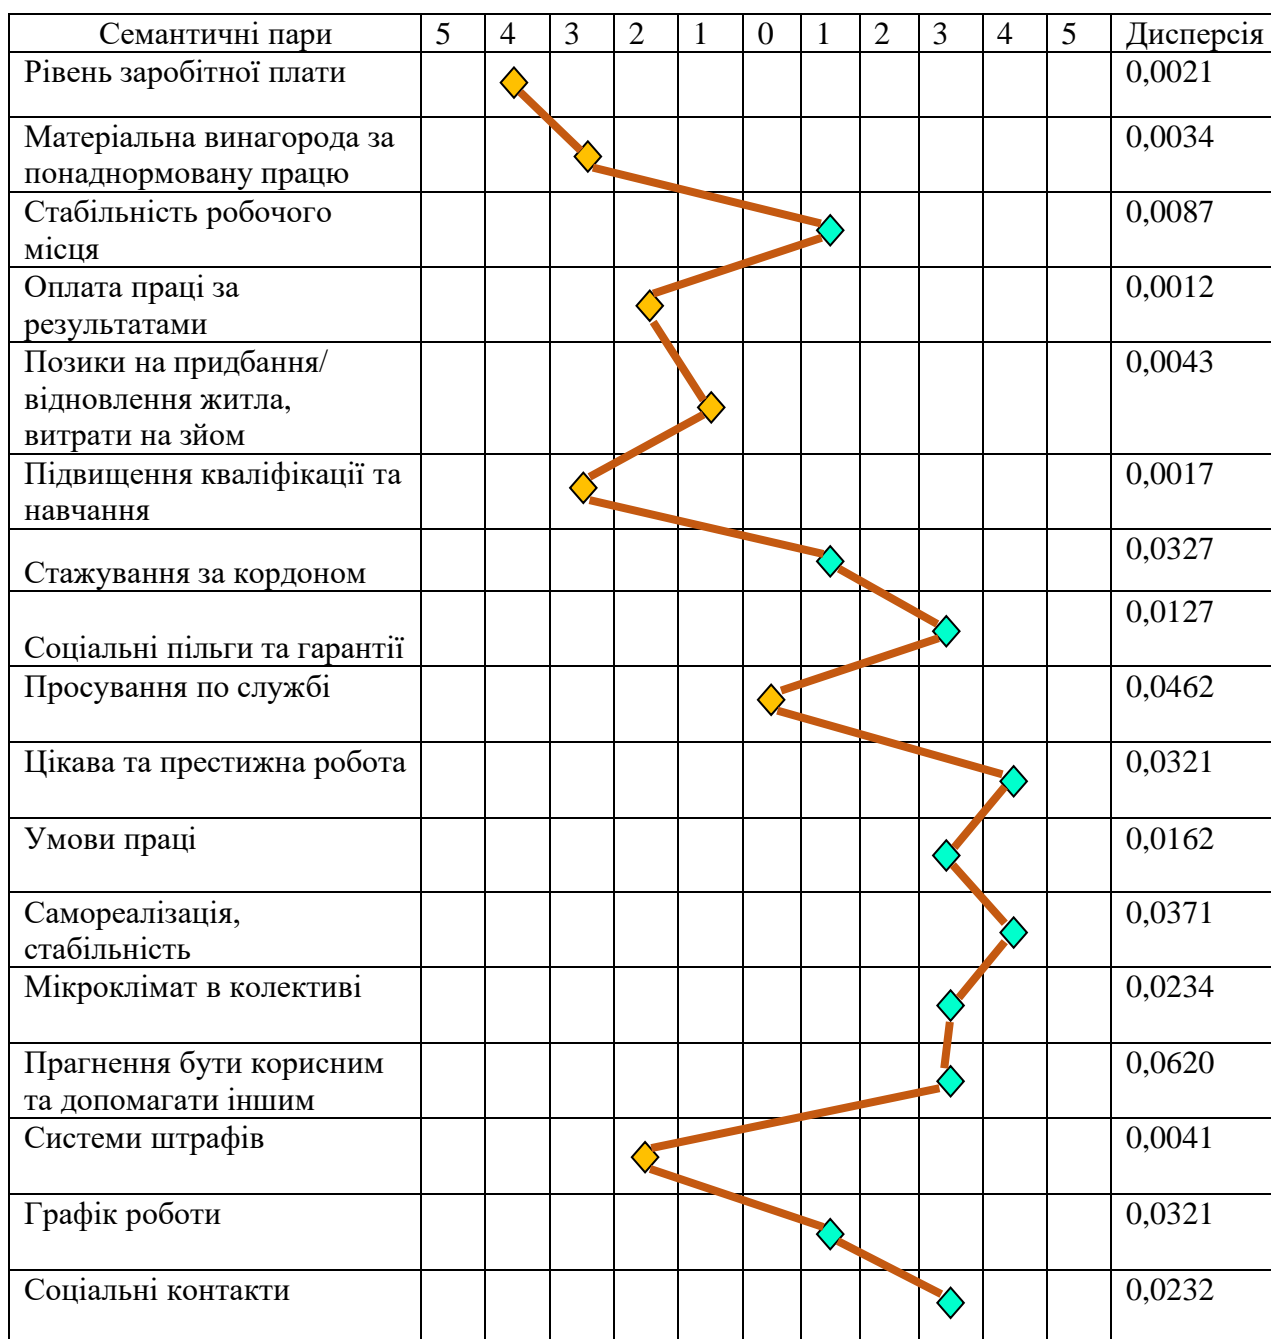 Семантичні пари 5 4 3 2 1 0 1 2 3 4 5 Дисперсія
Рівень заробітної плати 0,0021
Матеріальна винагорода за 0,0034
понаднормовану працю
Стабільність робочого 0,0087
місця
Оплата праці за 0,0012
результатами
Позики на придбання/ 0,0043
відновлення житла,
витрати на зйом
Підвищення кваліфікації та 0,0017
навчання
Стажування за кордоном 0,0327
Соціальні пільги та гарантії 0,0127
Просування по службі 0,0462
Цікава та престижна робота 0,0321
Умови праці 0,0162
Самореалізація, 0,0371
стабільність
Мікроклімат в колективі 0,0234
Прагнення бути корисним 0,0620
та допомагати іншим
Системи штрафів 0,0041
Графік роботи 0,0321
Соціальні контакти 0,0232